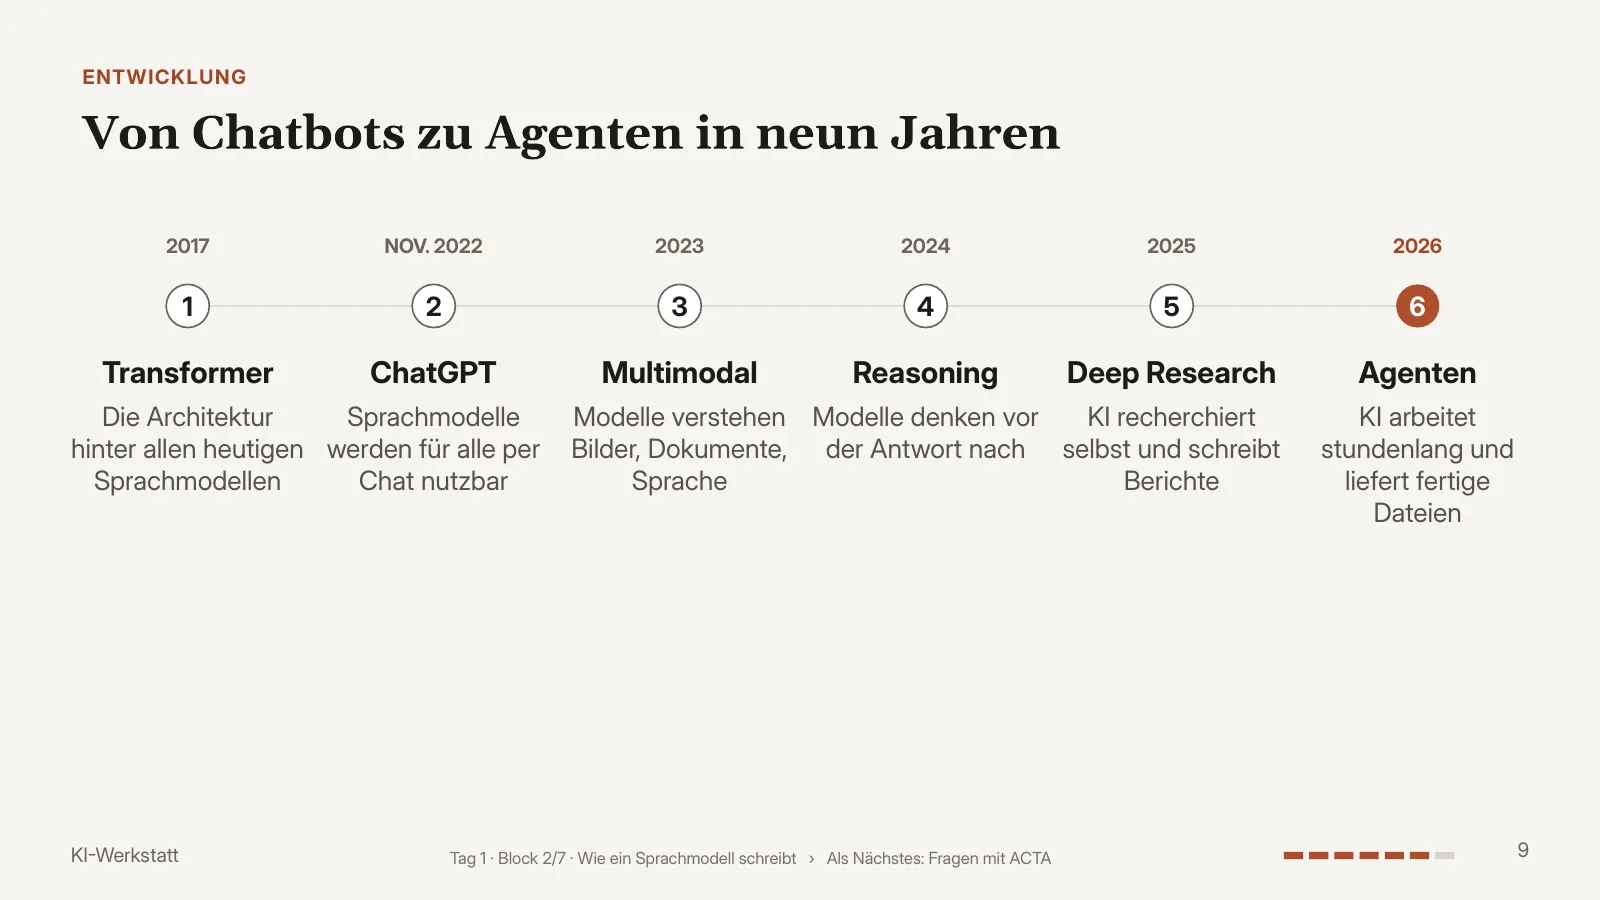 ENTWICKLUNG
Von Chatbots zu Agenten in neun Jahren
2017
1
Transformer
Die Architektur
hinter allen heutigen
Sprachmodellen
NOV. 2022
2
ChatGPT
Sprachmodelle
werden für alle per
Chat nutzbar
2023
3
Multimodal
Modelle verstehen
Bilder, Dokumente,
Sprache
2024
4
Reasoning
Modelle denken vor
der Antwort nach
2025
5
Deep Research
KI recherchiert
selbst und schreibt
Berichte
2026
6
Agenten
KI arbeitet
stundenlang und
liefert fertige
Dateien
KI-Werkstatt
Tag 1 · Block 2/7 · Wie ein Sprachmodell schreibt › Als Nächstes: Fragen mit ACTA
9